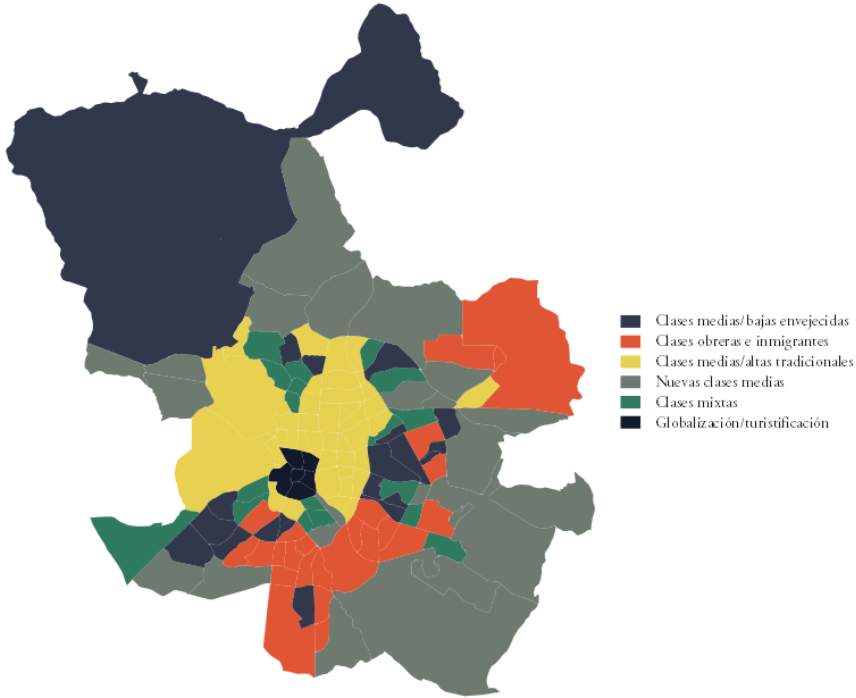 Clases medias/bajas envejecidas
Clases obreras e inmigrantes
Clases medias/altas tradicionales
Nuevas clases medias
Clases mixtas
Globalización/turistificación